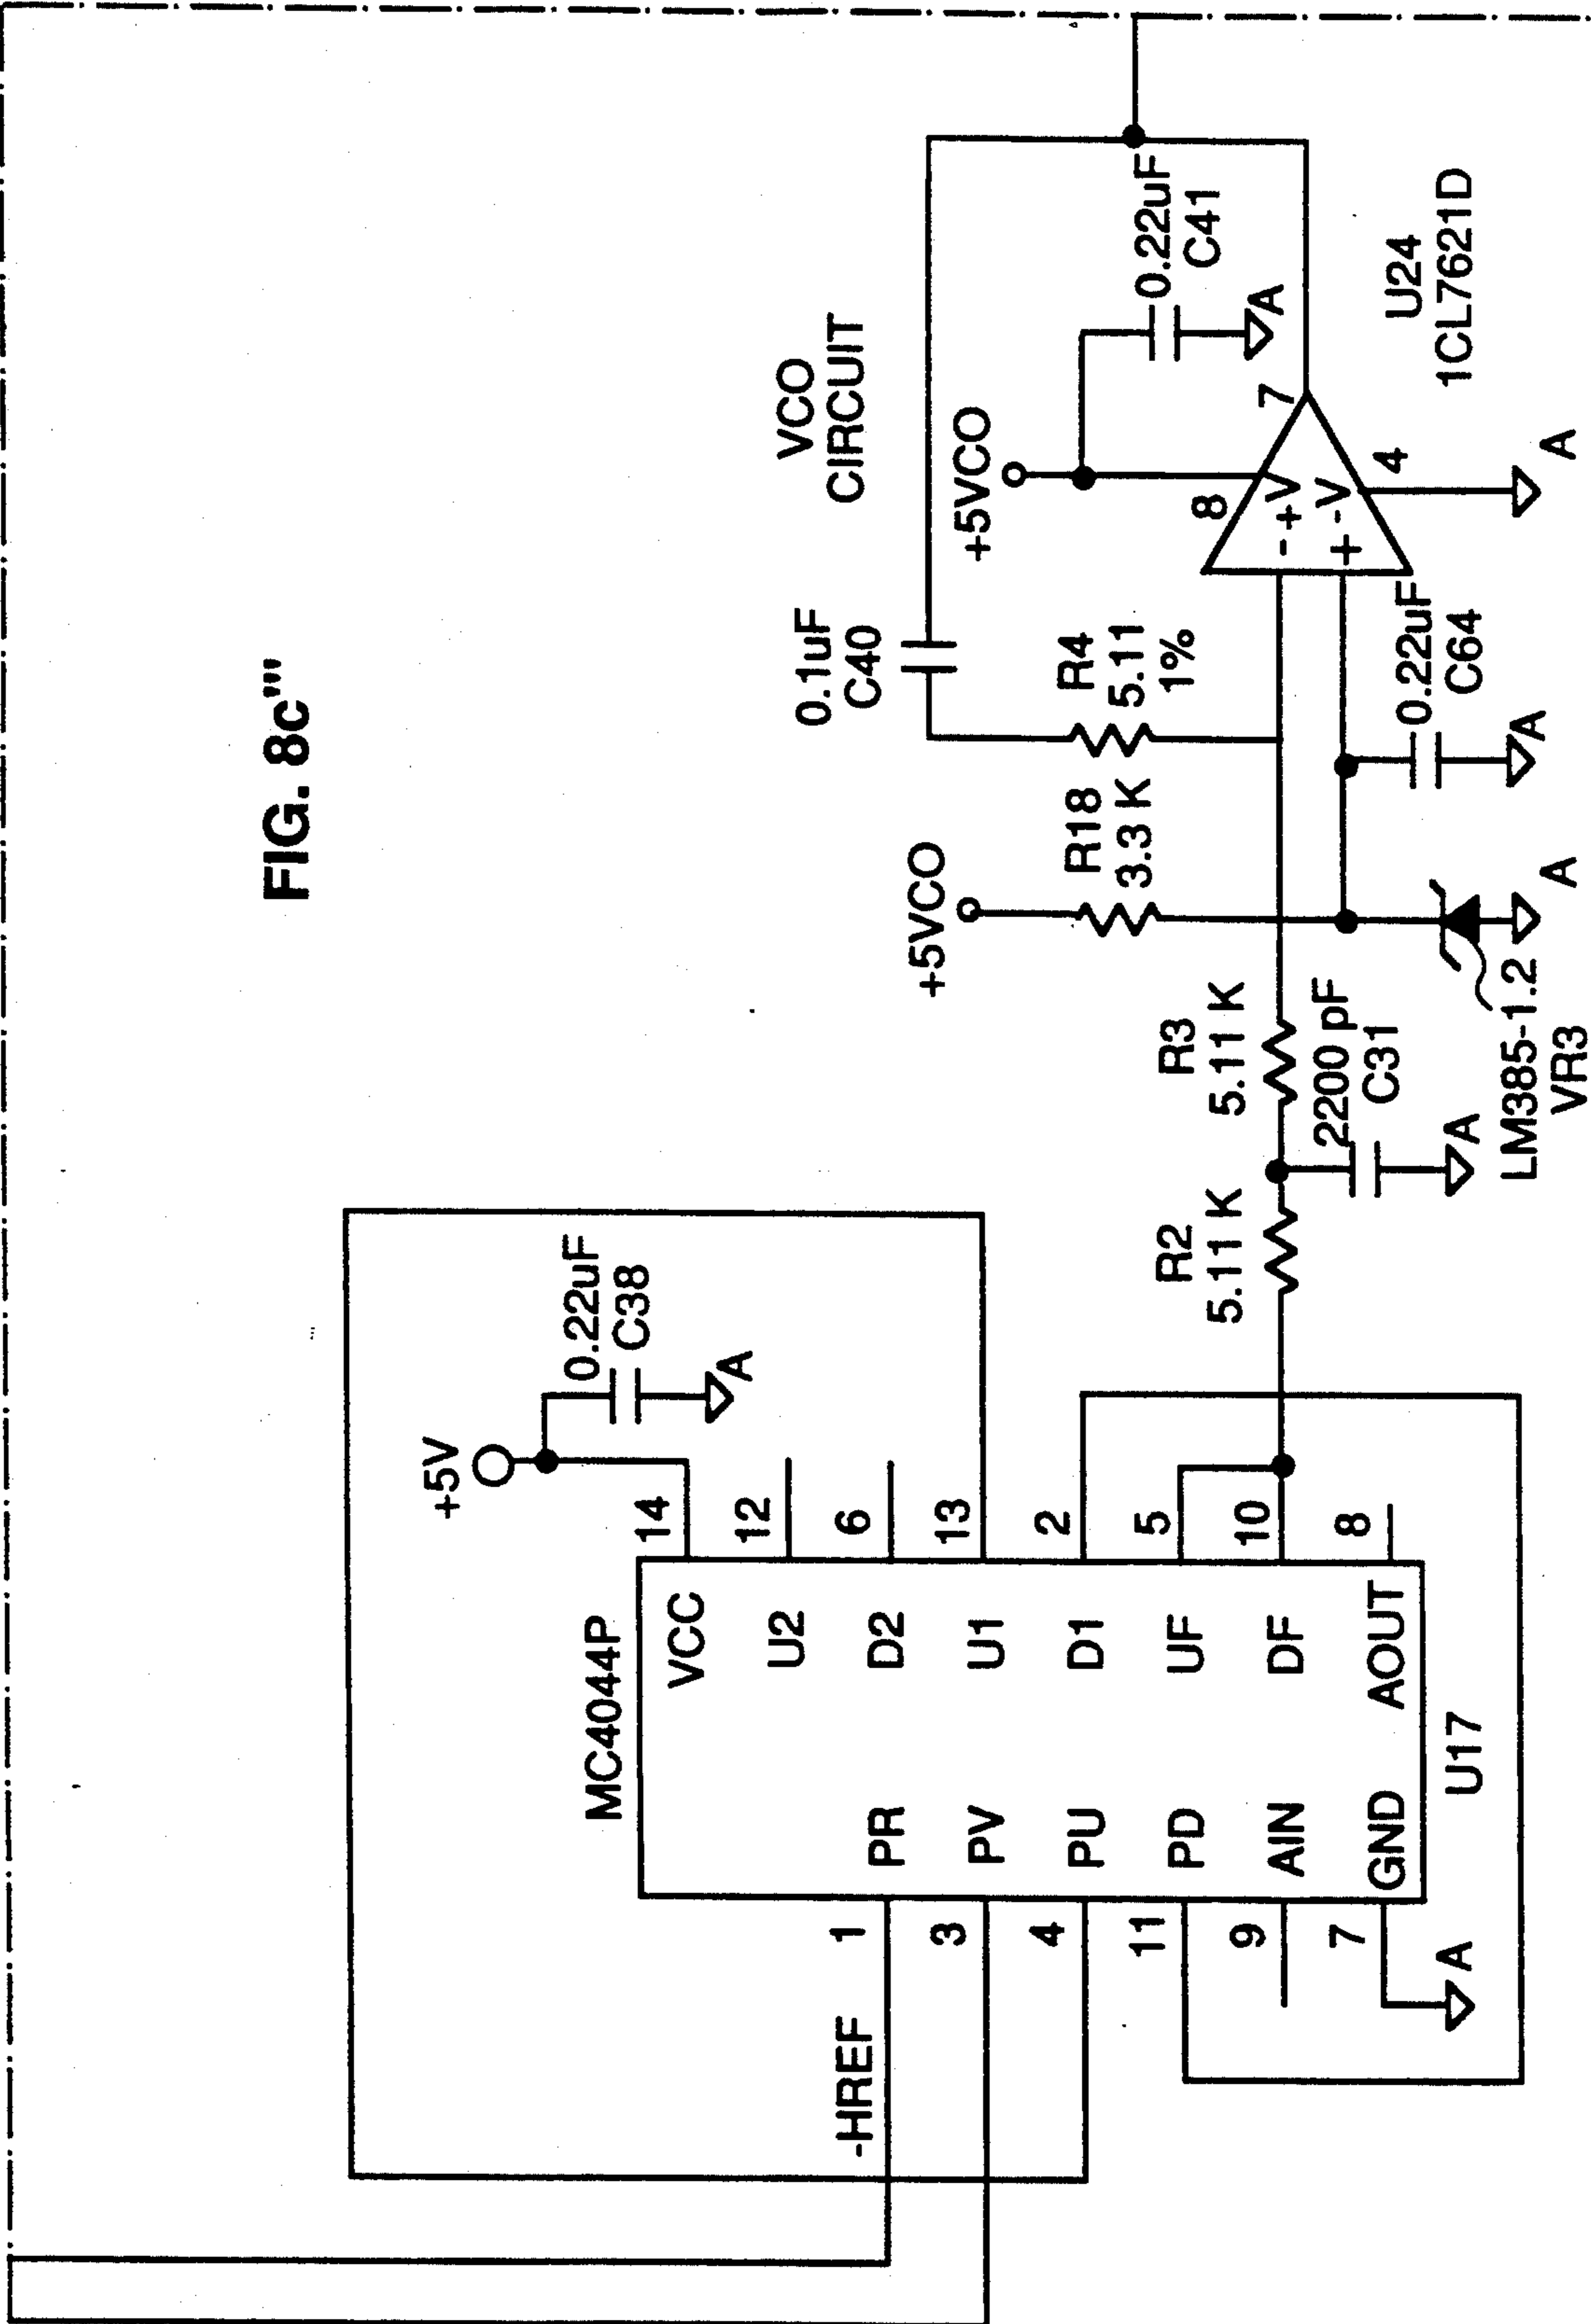 FIG. 8c'''
VCO
CIRCUIT
0.1uF
C40
+5VCO
0.22uF
C41
A
R4
5.11
1%
+5VCO
R18
3.3 K
8
7
- +V
+ -V
4
A
U24
1CL7621D
0.22uF
C64
A
R3
5.11 K
2200 pF
C31
A
LM385-1.2
VR3
A
R2
5.11 K
+5V
0.22uF
C38
A
MC4044P
14
VCC
12
U2
6
D2
13
U1
2
D1
5
UF
10
DF
8
AOUT
-HREF
1
PR
3
PV
4
PU
11
PD
9
AIN
7
GND
A
U17